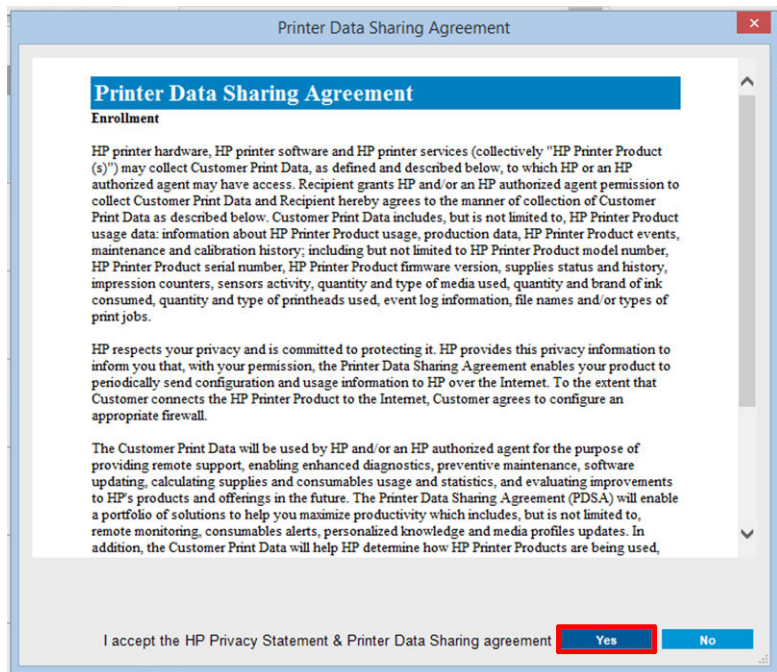 Printer Data Sharing Agreement
Printer Data Sharing Agreement
Enrollment
HP printer hardware, HP printer software and HP printer services (collectively "HP Printer Product
(s)") may collect Customer Print Data, as defined and described below, to which HP or an HP
authorized agent may have access. Recipient grants HP and/or an HP authorized agent permission to
collect Customer Print Data and Recipient hereby agrees to the manner of collection of Customer
Print Data as described below. Customer Print Data includes, but is not limited to, HP Printer Product
usage data: information about HP Printer Product usage, production data, HP Printer Product events,
maintenance and calibration history; including but not limited to HP Printer Product model number,
HP Printer Product serial number, HP Printer Product firmware version, supplies status and history,
impression counters, sensors activity, quantity and type of media used, quantity and brand of ink
consumed, quantity and type of printheads used, event log information, file names and/or types of
print jobs.
HP respects your privacy and is committed to protecting it. HP provides this privacy information to
inform you that, with your permission, the Printer Data Sharing Agreement enables your product to
periodically send configuration and usage information to HP over the Internet. To the extent that
Customer connects the HP Printer Product to the Internet, Customer agrees to configure an
appropriate firewall.
The Customer Print Data will be used by HP and/or an HP authorized agent for the purpose of
providing remote support, enabling enhanced diagnostics, preventive maintenance, software
updating, calculating supplies and consumables usage and statistics, and evaluating improvements
to HP's products and offerings in the future. The Printer Data Sharing Agreement (PDSA) will enable
a portfolio of solutions to help you maximize productivity which includes, but is not limited to,
remote monitoring, consumables alerts, personalized knowledge and media profiles updates. In
addition, the Customer Print Data will help HP determine how HP Printer Products are being used,
I accept the HP Privacy Statement & Printer Data Sharing agreement Yes No